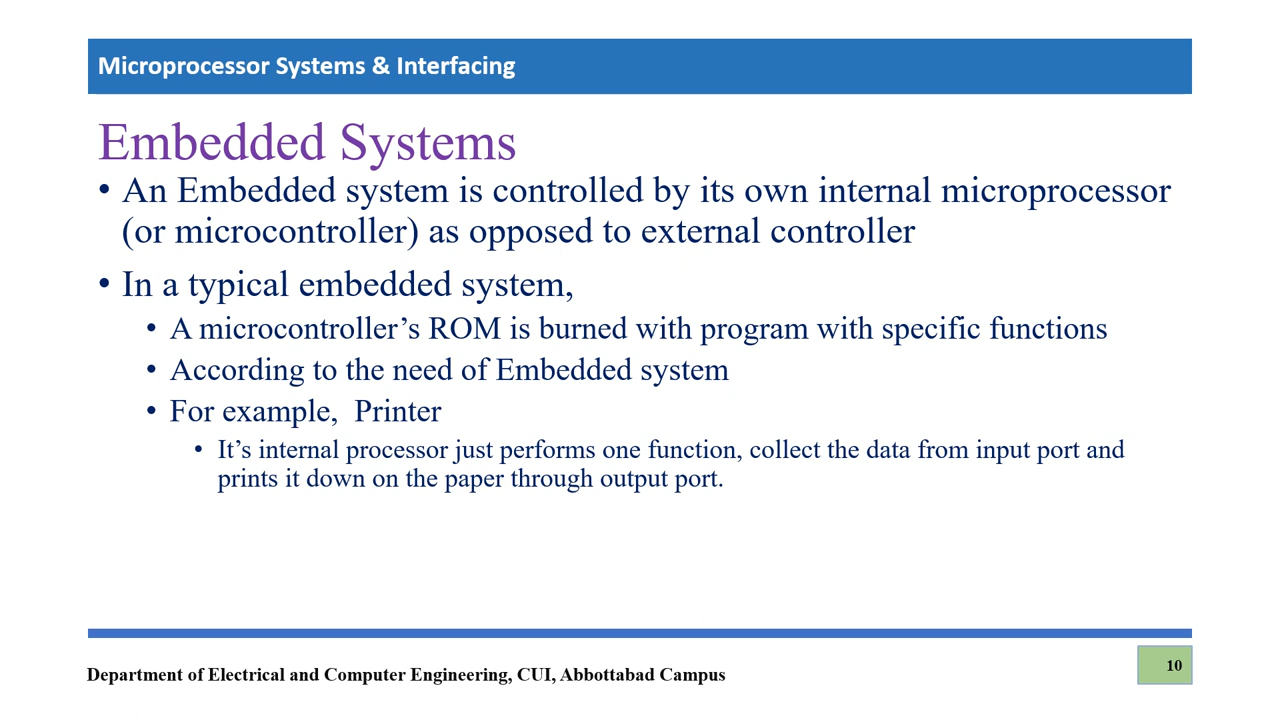 Microprocessor Systems & Interfacing
Embedded Systems
• An Embedded system is controlled by its own internal microprocessor
(or microcontroller) as opposed to external controller
• In a typical embedded system,
• A microcontroller’s ROM is burned with program with specific functions
• According to the need of Embedded system
• For example,  Printer
• It’s internal processor just performs one function, collect the data from input port and
prints it down on the paper through output port.
Department of Electrical and Computer Engineering, CUI, Abbottabad Campus
10